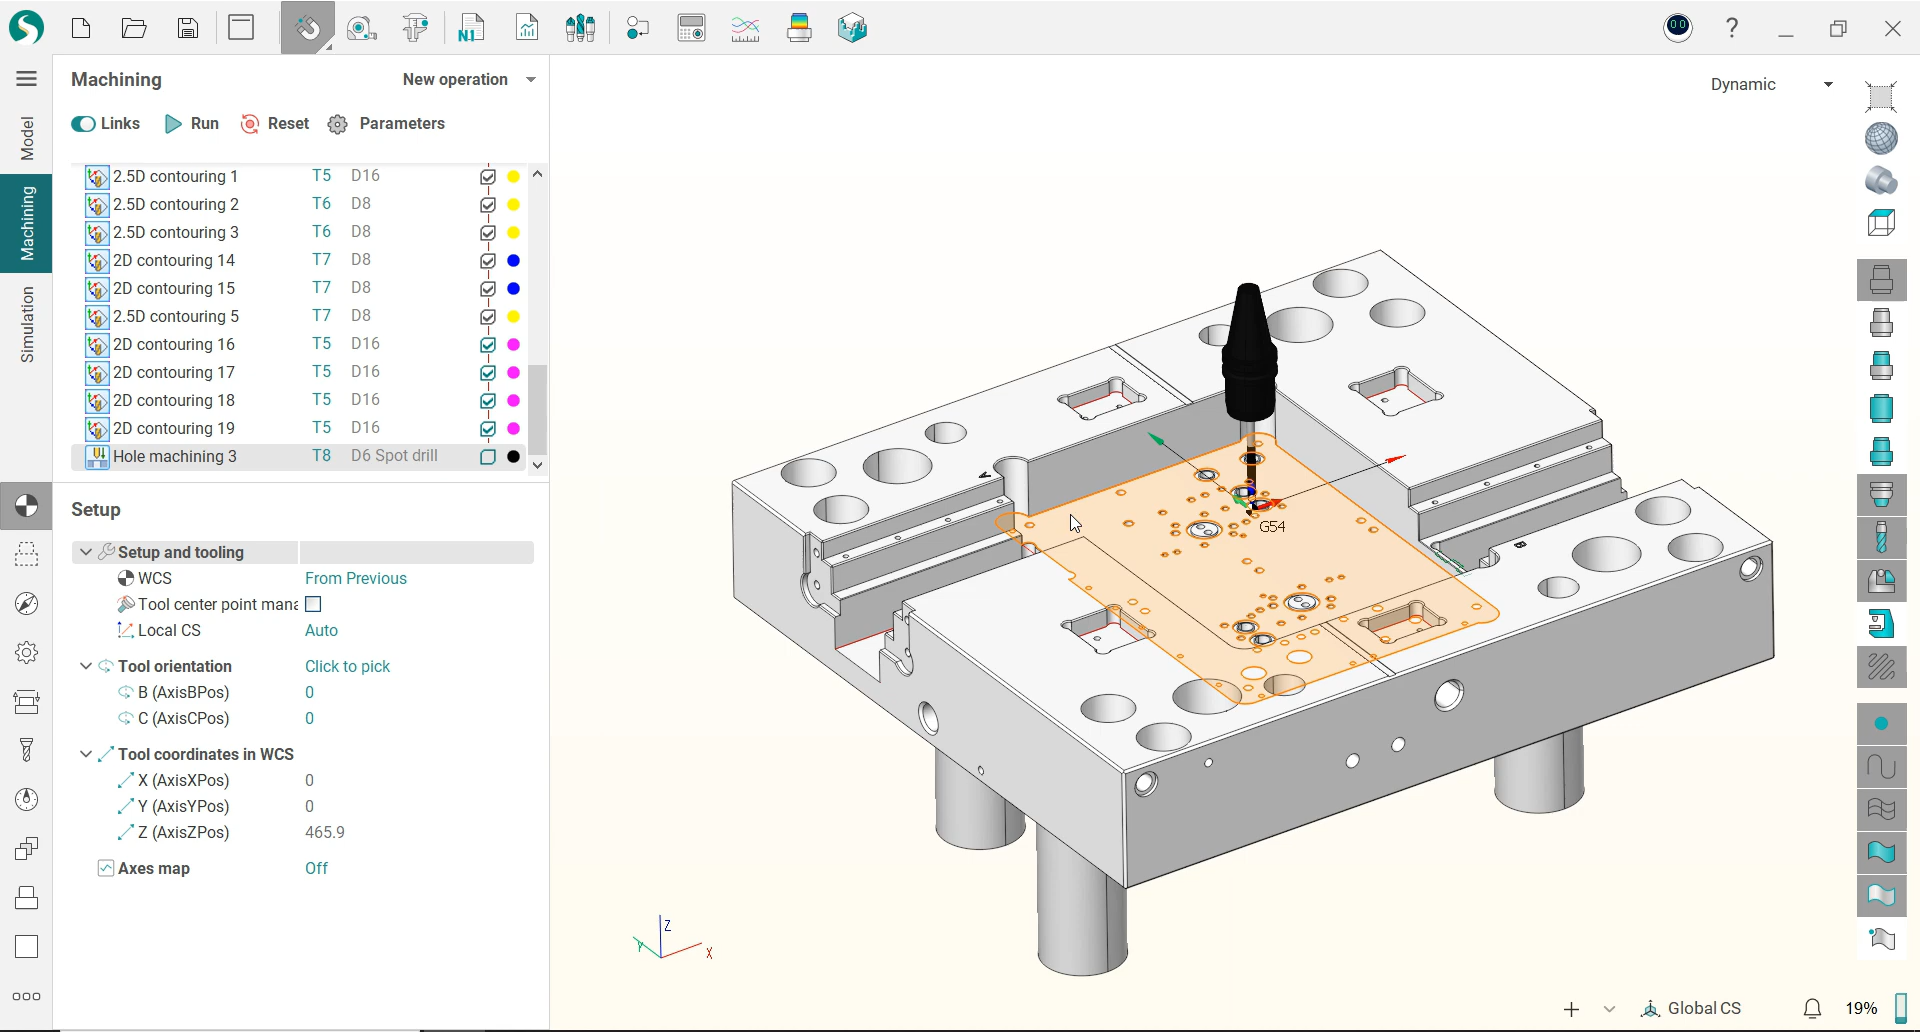 N1
?
Machining
New operation
Links
Run
Reset
Parameters
Dynamic
Model
Machining
Simulation
2.5D contouring 1 T5 D16
2.5D contouring 2 T6 D8
2.5D contouring 3 T6 D8
2D contouring 14 T7 D8
2D contouring 15 T7 D8
2.5D contouring 5 T7 D8
2D contouring 16 T5 D16
2D contouring 17 T5 D16
2D contouring 18 T5 D16
2D contouring 19 T5 D16
Hole machining 3 T8 D6 Spot drill
Setup
Setup and tooling
WCS From Previous
Tool center point mana
Local CS Auto
Tool orientation Click to pick
B (AxisBPos) 0
C (AxisCPos) 0
Tool coordinates in WCS
X (AxisXPos) 0
Y (AxisYPos) 0
Z (AxisZPos) 465.9
Axes map Off
A
G54
B
Z
Y
X
Global CS
19%